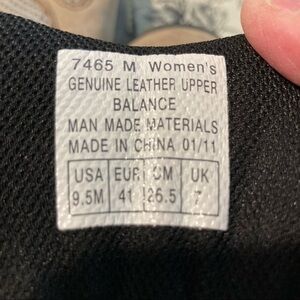 7465 M Women's
GENUINE LEATHER UPPER
BALANCE
MAN MADE MATERIALS
MADE IN CHINA 01/11
USA EUR CM UK
9.5M 41 26.5 7